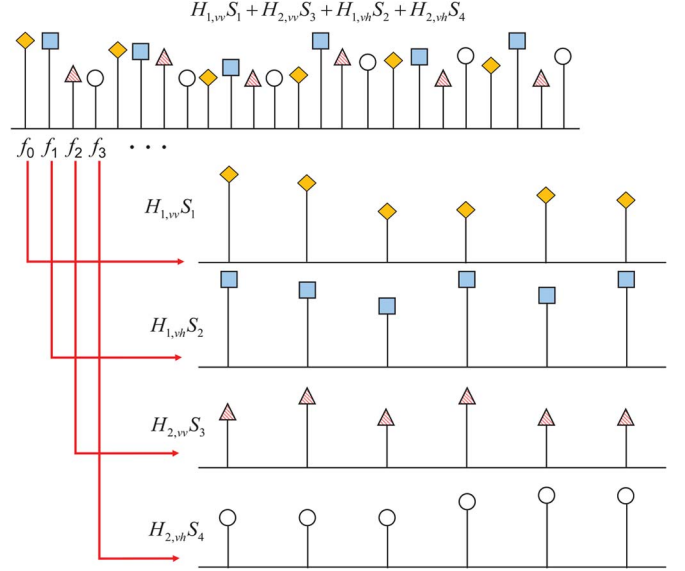 H₁,ᵥᵥS₁ + H₂,ᵥᵥS₃ + H₁,ᵥₕS₂ + H₂,ᵥₕS₄
f₀ f₁ f₂ f₃ ···
H₁,ᵥᵥS₁
H₁,ᵥₕS₂
H₂,ᵥᵥS₃
H₂,ᵥₕS₄